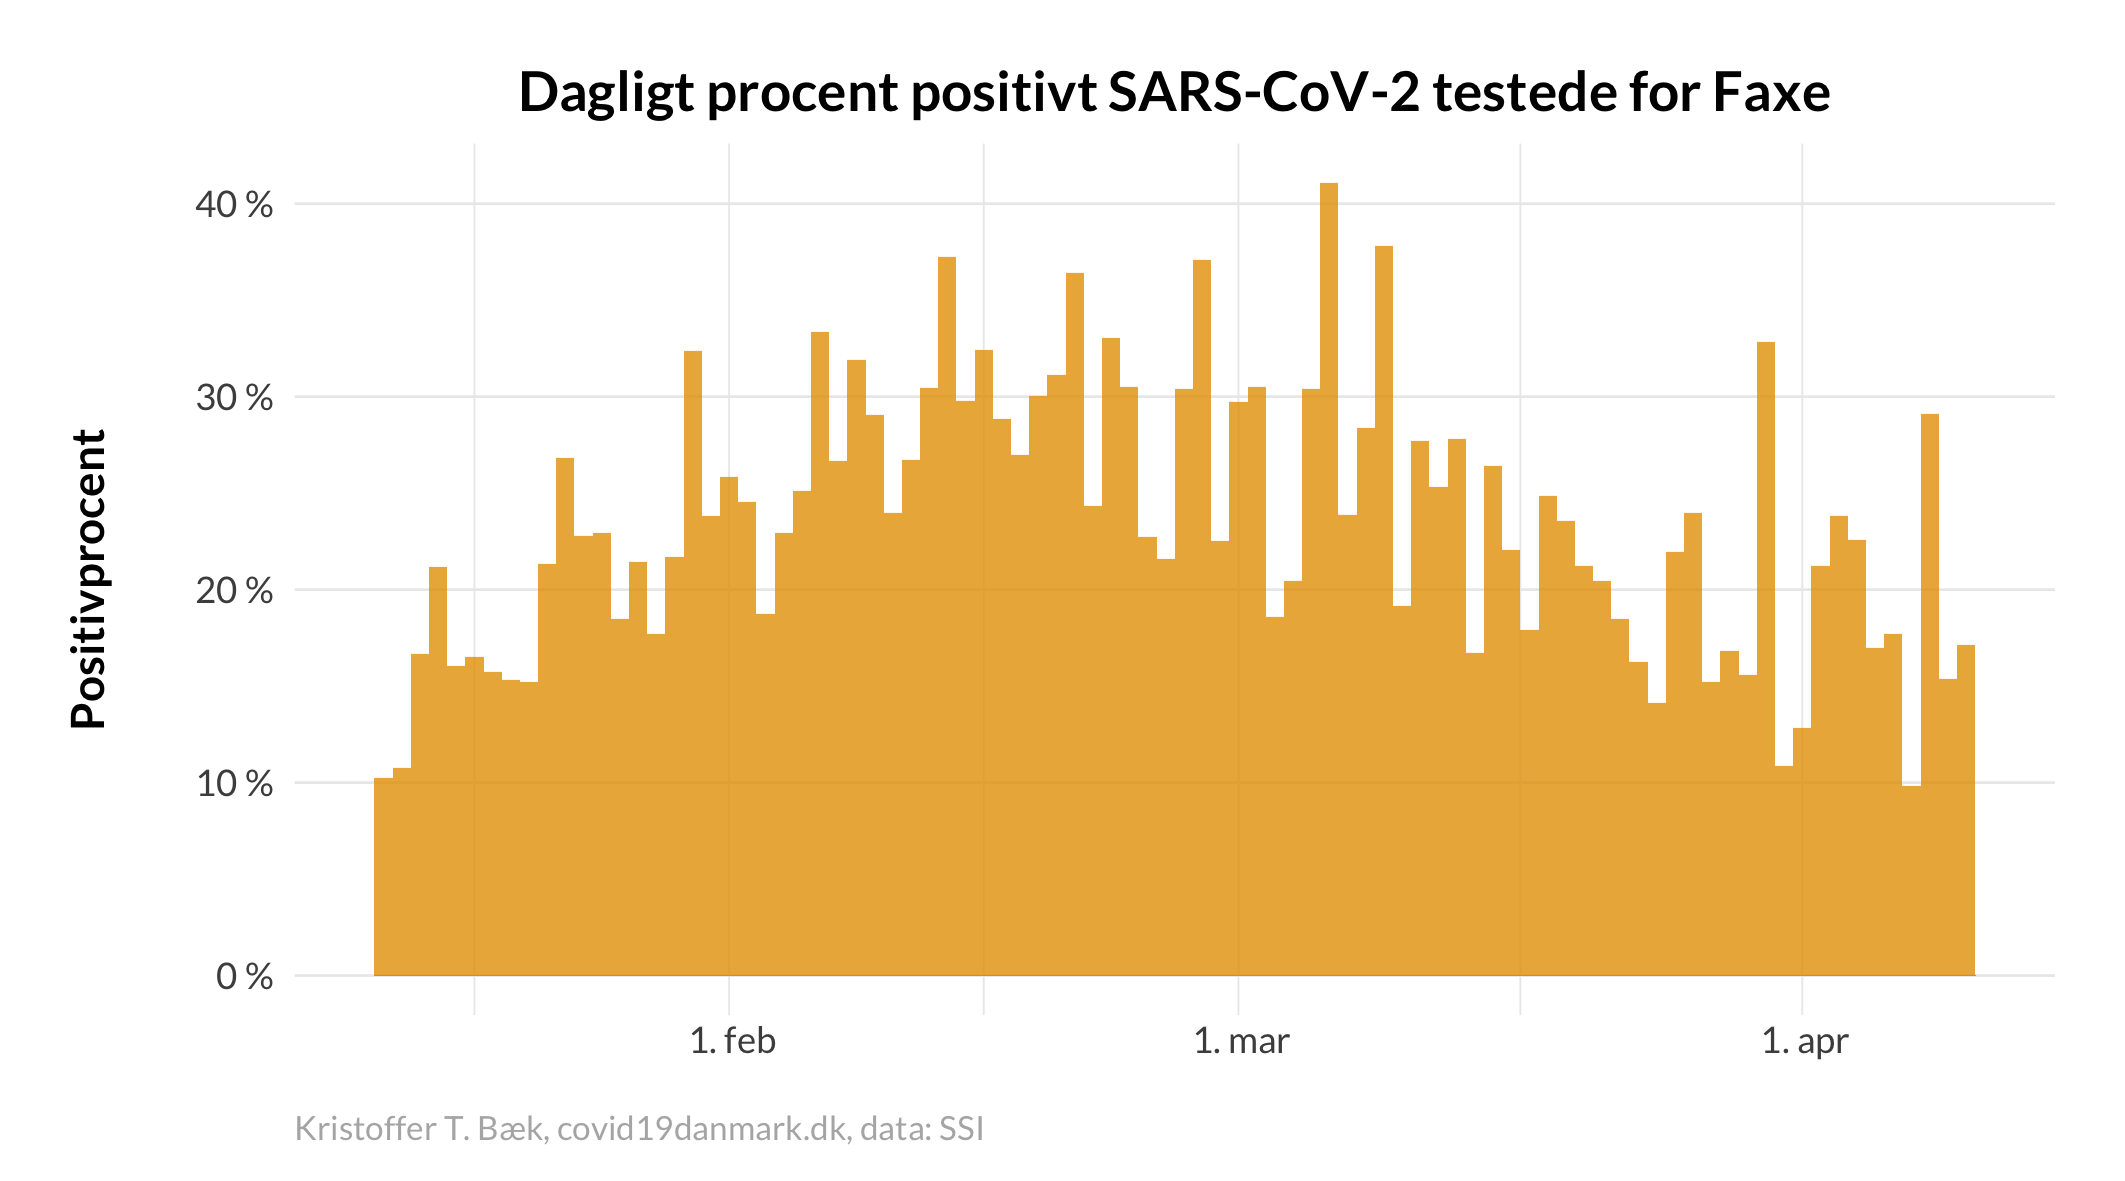 Dagligt procent positivt SARS-CoV-2 testede for Faxe
Positivprocent
40 %
30 %
20 %
10 %
0 %
1. feb
1. mar
1. apr
Kristoffer T. Bæk, covid19danmark.dk, data: SSI